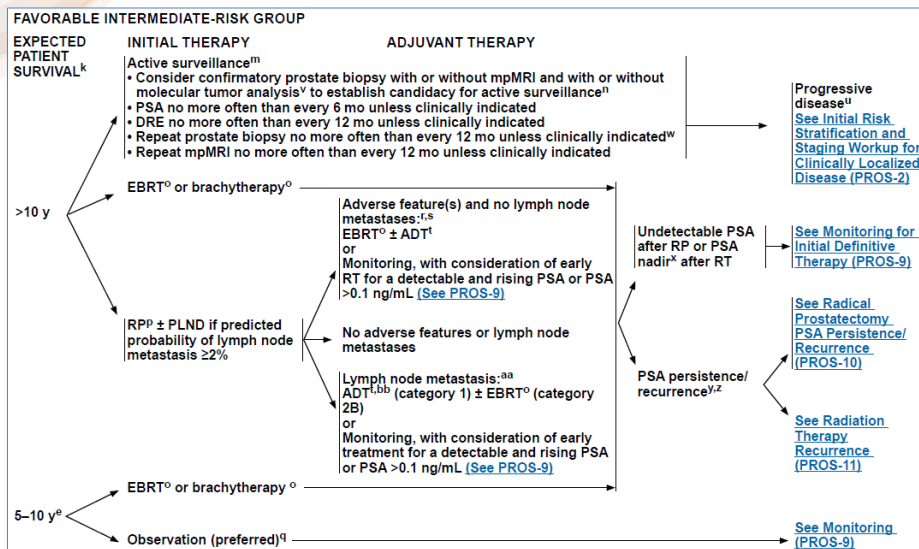 FAVORABLE INTERMEDIATE-RISK GROUP
EXPECTED
PATIENT
SURVIVALk
INITIAL THERAPY
ADJUVANT THERAPY
>10 y
Active surveillancem
• Consider confirmatory prostate biopsy with or without mpMRI and with or without
molecular tumor analysisv to establish candidacy for active surveillancen
• PSA no more often than every 6 mo unless clinically indicated
• DRE no more often than every 12 mo unless clinically indicated
• Repeat prostate biopsy no more often than every 12 mo unless clinically indicatedw
• Repeat mpMRI no more often than every 12 mo unless clinically indicated
Progressive
diseaseu
See Initial Risk
Stratification and
Staging Workup for
Clinically Localized
Disease (PROS-2)
EBRTo or brachytherapyo
RPp ± PLND if predicted
probability of lymph node
metastasis ≥2%
Adverse feature(s) and no lymph node
metastases:r,s
EBRTo ± ADTt
or
Monitoring, with consideration of early
RT for a detectable and rising PSA or PSA
>0.1 ng/mL (See PROS-9)
No adverse features or lymph node
metastases
Lymph node metastasis:aa
ADTt,bb (category 1) ± EBRTo (category
2B)
or
Monitoring, with consideration of early
treatment for a detectable and rising PSA
or PSA >0.1 ng/mL (See PROS-9)
Undetectable PSA
after RP or PSA
nadirx after RT
See Monitoring for
Initial Definitive
Therapy (PROS-9)
PSA persistence/
recurrencey,z
See Radical
Prostatectomy
PSA Persistence/
Recurrence
(PROS-10)
See Radiation
Therapy
Recurrence
(PROS-11)
5–10 ye
EBRTo or brachytherapy o
Observation (preferred)q
See Monitoring
(PROS-9)